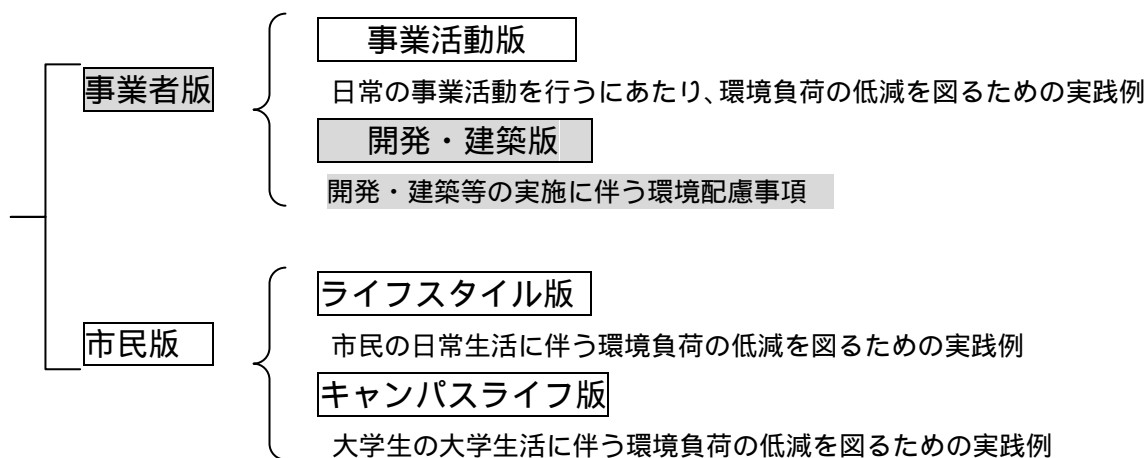 事業活動版
事業者版
日常の事業活動を行うにあたり、環境負荷の低減を図るための実践例
開発・建築版
開発・建築等の実施に伴う環境配慮事項
ライフスタイル版
市民版
市民の日常生活に伴う環境負荷の低減を図るための実践例
キャンパスライフ版
大学生の大学生活に伴う環境負荷の低減を図るための実践例